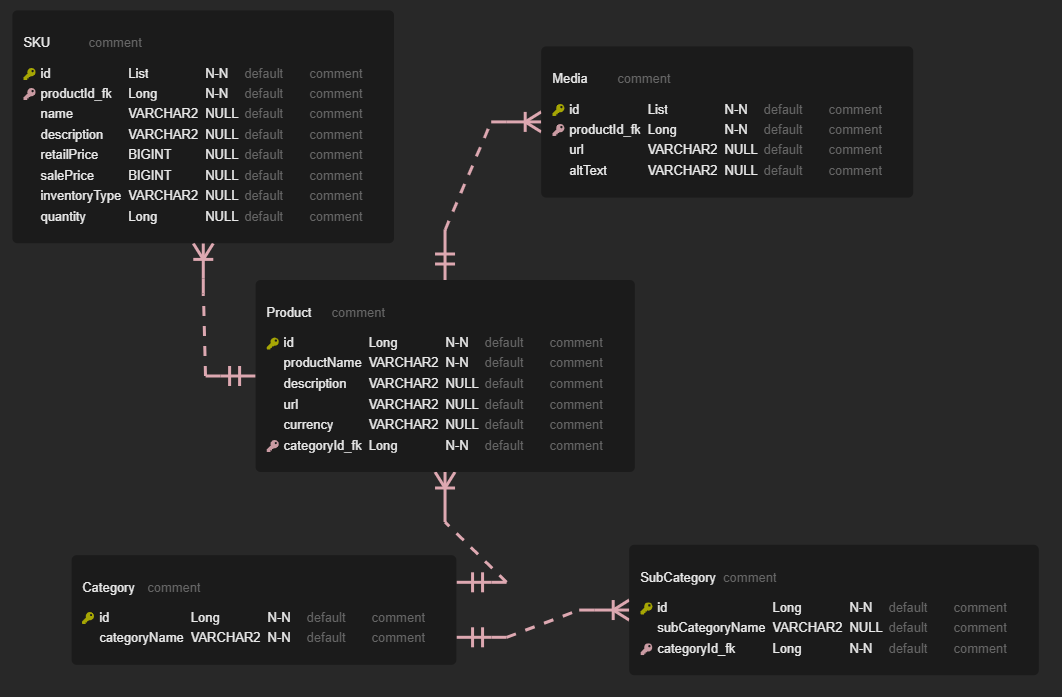 SKU comment
id List N-N default comment
productId_fk Long N-N default comment
name VARCHAR2 NULL default comment
description VARCHAR2 NULL default comment
retailPrice BIGINT NULL default comment
salePrice BIGINT NULL default comment
inventoryType VARCHAR2 NULL default comment
quantity Long NULL default comment
Media comment
id List N-N default comment
productId_fk Long N-N default comment
url VARCHAR2 NULL default comment
altText VARCHAR2 NULL default comment
Product comment
id Long N-N default comment
productName VARCHAR2 N-N default comment
description VARCHAR2 NULL default comment
url VARCHAR2 NULL default comment
currency VARCHAR2 NULL default comment
categoryId_fk Long N-N default comment
Category comment
id Long N-N default comment
categoryName VARCHAR2 N-N default comment
SubCategory comment
id Long N-N default comment
subCategoryName VARCHAR2 NULL default comment
categoryId_fk Long N-N default comment